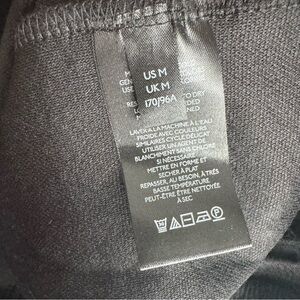 US M
UK M
170/96A
LAVER À LA MACHINE À L'EAU
FROIDE AVEC COULEURS
SIMILAIRES CYCLE DÉLICAT
UTILISER UN AGENT DE
BLANCHIMENT SANS CHLORE
SI NÉCESSAIRE
METTRE EN FORME ET
SÉCHER À PLAT
REPASSER, AU BESOIN, À
BASSE TEMPÉRATURE
PEUT-ÊTRE ÊTRE NETTOYÉE
À SEC